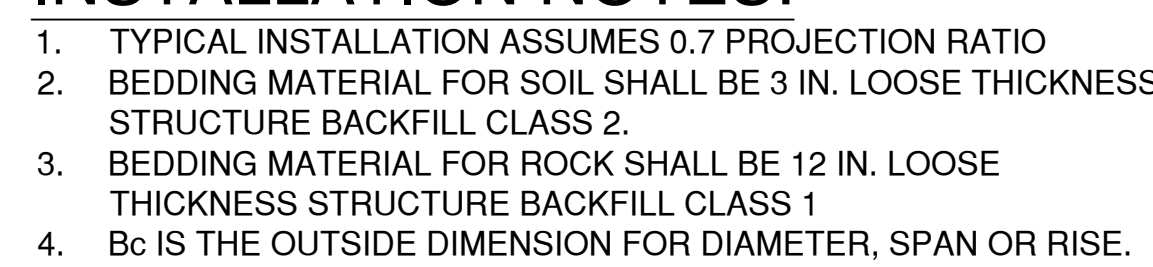 INSTALLATION NOTES:
1. TYPICAL INSTALLATION ASSUMES 0.7 PROJECTION RATIO
2. BEDDING MATERIAL FOR SOIL SHALL BE 3 IN. LOOSE THICKNESS
STRUCTURE BACKFILL CLASS 2.
3. BEDDING MATERIAL FOR ROCK SHALL BE 12 IN. LOOSE
THICKNESS STRUCTURE BACKFILL CLASS 1
4. Bc IS THE OUTSIDE DIMENSION FOR DIAMETER, SPAN OR RISE.